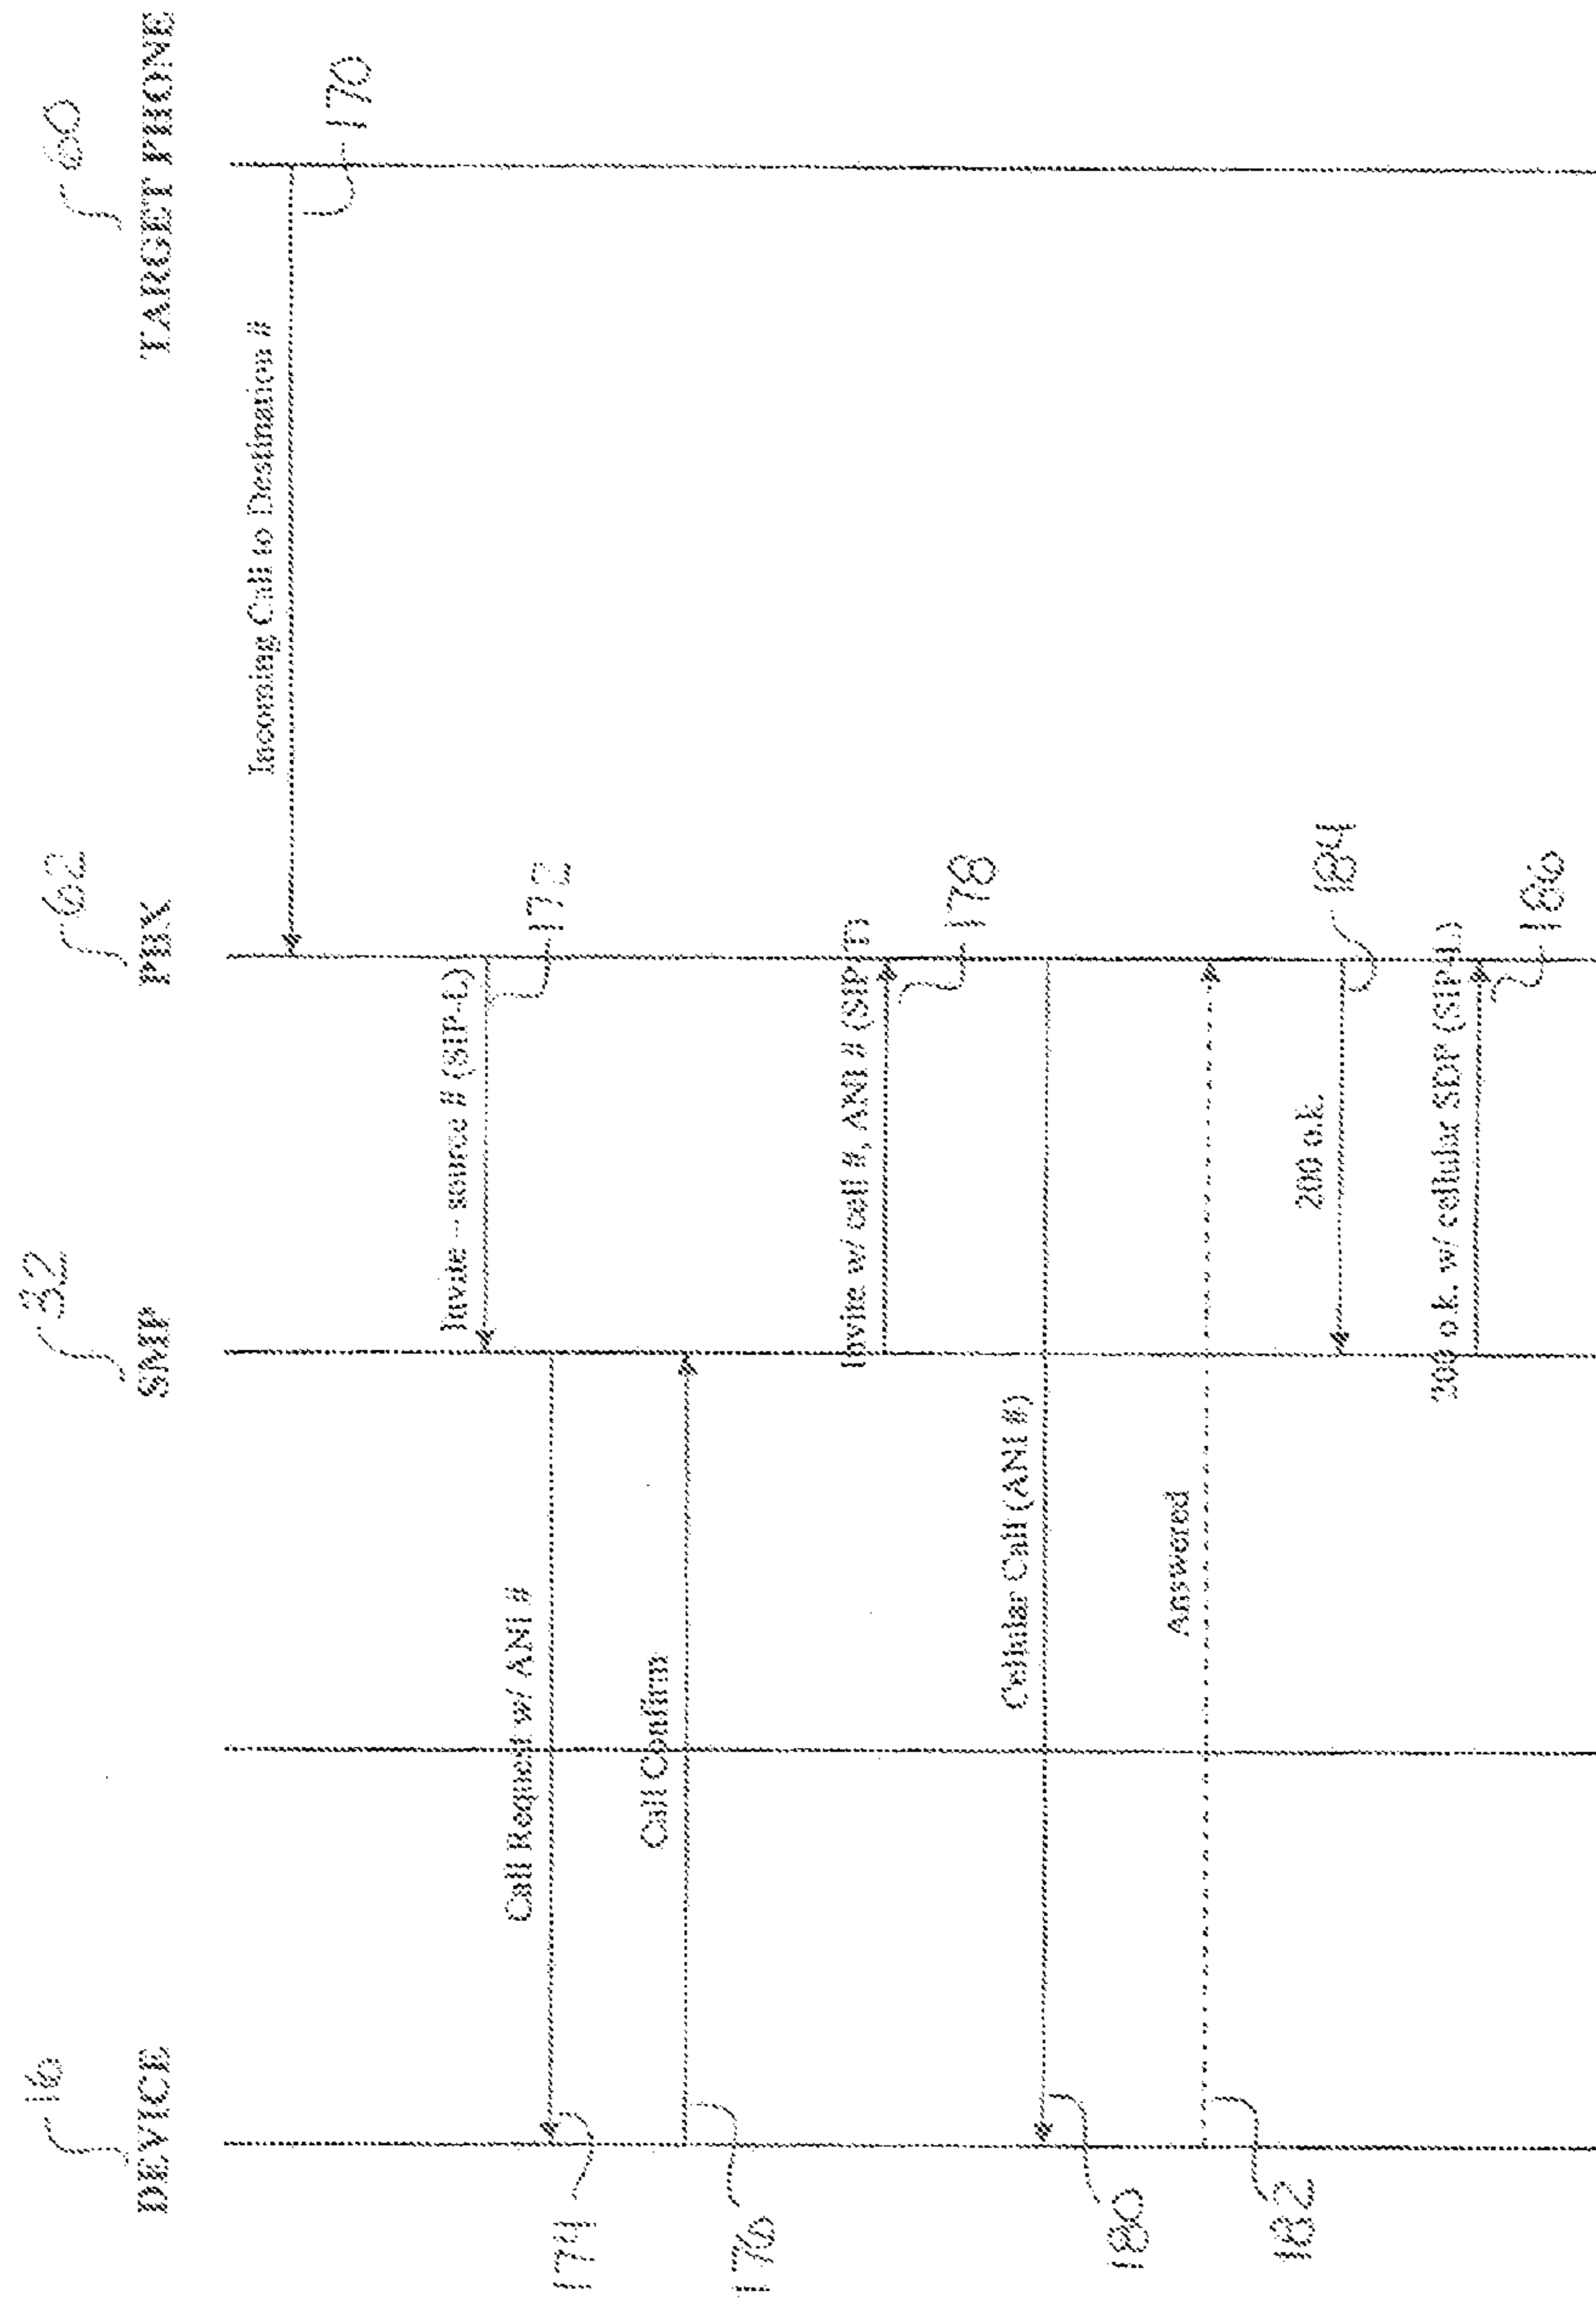 16
DEVICE
32
SMP
62
PBX
60
TARGET PHONE
Incoming Call to Destination #
170
Invite - source # (SIP-L)
172
Call Request w/ ANI #
174
Call Confirm
176
Invite w/ cell #, ANI # (SIP-T)
178
Cellular Call (ANI #)
180
Answered
182
200 o.k.
184
200 o.k. w/ cellular SDP (SIP-L)
186